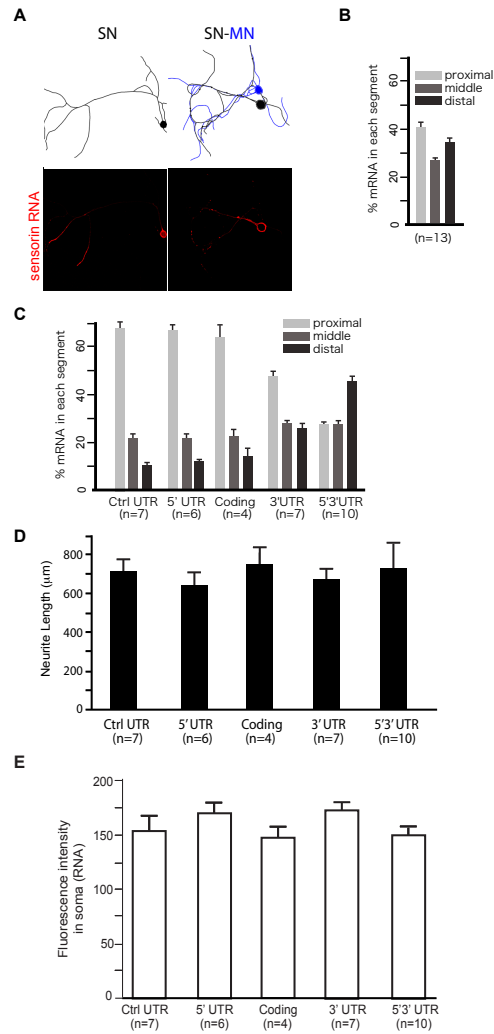 A
SN
SN-MN
sensorin RNA
B
% mRNA in each segment
60
40
20
0
proximal
middle
distal
(n=13)
C
% mRNA in each segment
60
40
20
0
proximal
middle
distal
Ctrl UTR 5' UTR Coding 3'UTR 5'3'UTR
(n=7) (n=6) (n=4) (n=7) (n=10)
D
Neurite Length (μm)
800
600
400
200
0
Ctrl UTR 5' UTR Coding 3' UTR 5'3' UTR
(n=7) (n=6) (n=4) (n=7) (n=10)
E
Fluorescence intensity
in soma (RNA)
200
150
100
50
0
Ctrl UTR 5' UTR Coding 3' UTR 5'3' UTR
(n=7) (n=6) (n=4) (n=7) (n=10)